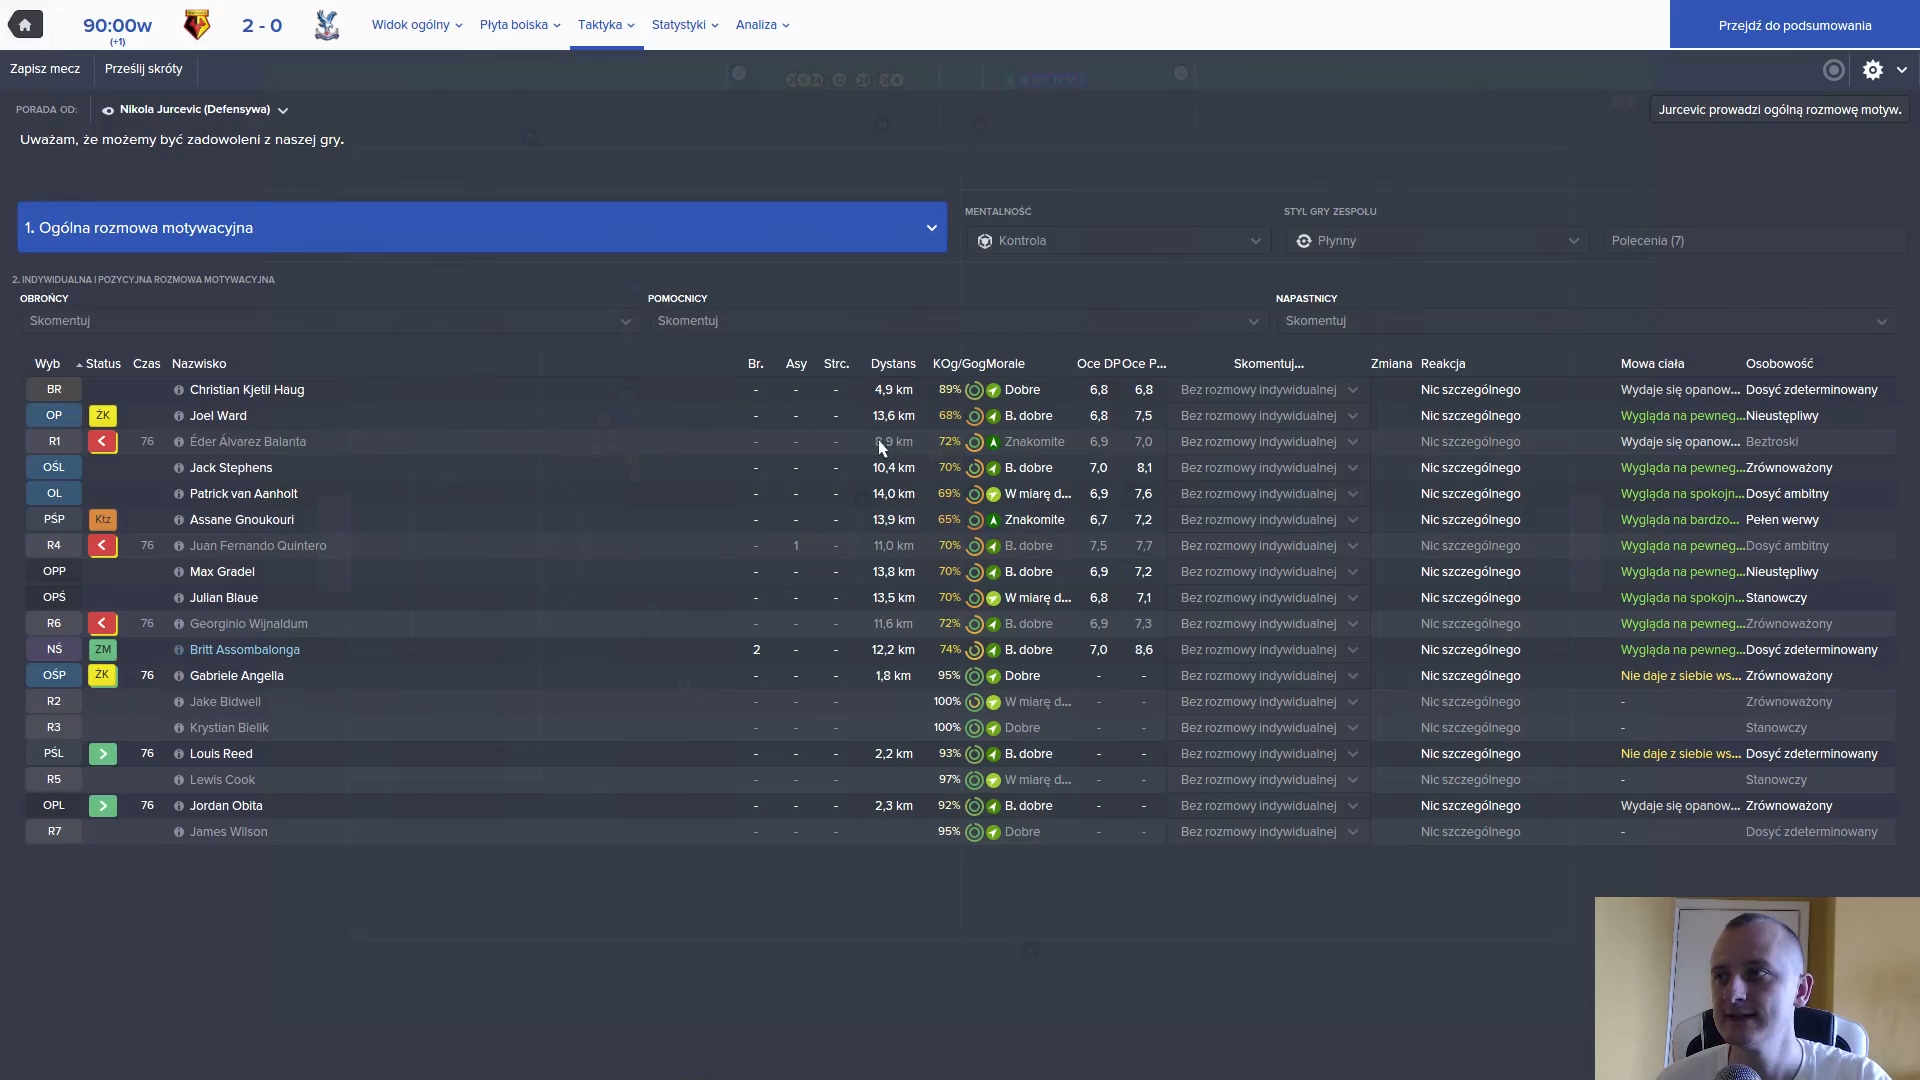 90:00w 2 - 0 Widok ogólny Płyta boiska Taktyka Statystyki Analiza Przejdź do podsumowania
(+1)
Zapisz mecz Prześlij skróty
PORADA OD: Nikola Jurcevic (Defensywa) Jurcevic prowadzi ogólną rozmowę motyw.
Uważam, że możemy być zadowoleni z naszej gry.
1. Ogólna rozmowa motywacyjna
MENTALNOŚĆ STYL GRY ZESPOŁU
Kontrola Płynny Polecenia (7)
2. INDYWIDUALNA I POZYCYJNA ROZMOWA MOTYWACYJNA
OBROŃCY POMOCNICY NAPASTNICY
Skomentuj Skomentuj Skomentuj
Wyb Status Czas Nazwisko Br. Asy Strc. Dystans KOg/GogMorale Oce DP Oce P... Skomentuj... Zmiana Reakcja Mowa ciała Osobowość
BR Christian Kjetil Haug - - - 4,9 km 89% Dobre 6,8 6,8 Bez rozmowy indywidualnej Nic szczególnego Wydaje się opanow... Dosyć zdeterminowany
OP ŻK Joel Ward - - - 13,6 km 68% B. dobre 6,8 7,5 Bez rozmowy indywidualnej Nic szczególnego Wygląda na pewneg... Nieustępliwy
R1 76 Éder Álvarez Balanta - - - 8,9 km 72% Znakomite 6,9 7,0 Bez rozmowy indywidualnej Nic szczególnego Wydaje się opanow... Beztroski
OŚL Jack Stephens - - - 10,4 km 70% B. dobre 7,0 8,1 Bez rozmowy indywidualnej Nic szczególnego Wygląda na pewneg... Zrównoważony
OL Patrick van Aanholt - - - 14,0 km 69% W miarę d... 6,9 7,6 Bez rozmowy indywidualnej Nic szczególnego Wygląda na spokojn... Dosyć ambitny
PŚP Ktz Assane Gnoukouri - - - 13,9 km 65% Znakomite 6,7 7,2 Bez rozmowy indywidualnej Nic szczególnego Wygląda na bardzo... Pełen werwy
R4 76 Juan Fernando Quintero - 1 - 11,0 km 70% B. dobre 7,5 7,7 Bez rozmowy indywidualnej Nic szczególnego Wygląda na pewneg... Dosyć ambitny
OPP Max Gradel - - - 13,8 km 70% B. dobre 6,9 7,2 Bez rozmowy indywidualnej Nic szczególnego Wygląda na pewneg... Nieustępliwy
OPŚ Julian Blaue - - - 13,5 km 70% W miarę d... 6,8 7,1 Bez rozmowy indywidualnej Nic szczególnego Wygląda na spokojn... Stanowczy
R6 76 Georginio Wijnaldum - - - 11,6 km 72% B. dobre 6,9 7,3 Bez rozmowy indywidualnej Nic szczególnego Wygląda na pewneg... Zrównoważony
NŚ ZM Britt Assombalonga 2 - - 12,2 km 74% B. dobre 7,0 8,6 Bez rozmowy indywidualnej Nic szczególnego Wygląda na pewneg... Dosyć zdeterminowany
OŚP ŻK 76 Gabriele Angella - - - 1,8 km 95% Dobre - - Bez rozmowy indywidualnej Nic szczególnego Nie daje z siebie ws... Zrównoważony
R2 Jake Bidwell - - - 100% W miarę d... - - Bez rozmowy indywidualnej Nic szczególnego - Zrównoważony
R3 Krystian Bielik - - - 100% Dobre - - Bez rozmowy indywidualnej Nic szczególnego - Stanowczy
PŚL 76 Louis Reed - - - 2,2 km 93% B. dobre - - Bez rozmowy indywidualnej Nic szczególnego Nie daje z siebie ws... Dosyć zdeterminowany
R5 Lewis Cook - - - 97% W miarę d... - - Bez rozmowy indywidualnej Nic szczególnego - Stanowczy
OPL 76 Jordan Obita - - - 2,3 km 92% B. dobre - - Bez rozmowy indywidualnej Nic szczególnego Wydaje się opanow... Zrównoważony
R7 James Wilson - - - 95% Dobre - - Bez rozmowy indywidualnej Nic szczególnego - Dosyć zdeterminowany